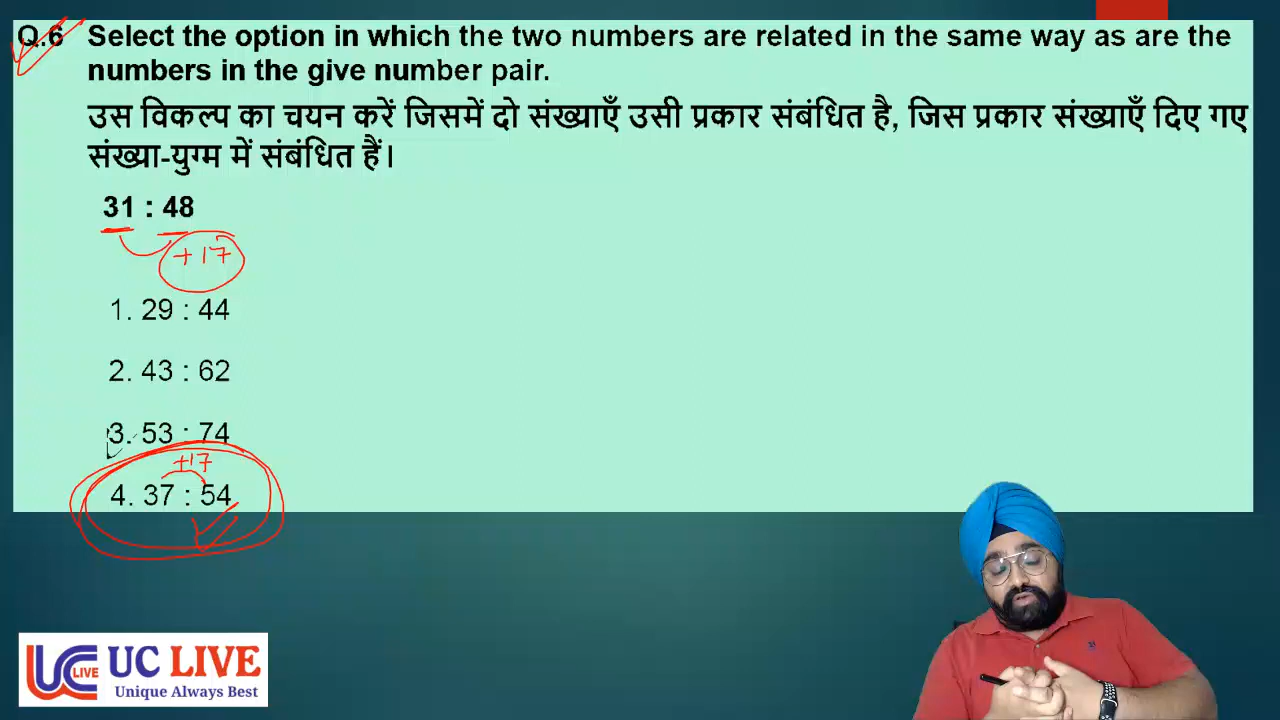 Q.6 Select the option in which the two numbers are related in the same way as are the
numbers in the give number pair.
उस विकल्प का चयन करें जिसमें दो संख्याएँ उसी प्रकार संबंधित है, जिस प्रकार संख्याएँ दिए गए
संख्या-युग्म में संबंधित हैं।
31 : 48
+17
1. 29 : 44
2. 43 : 62
3. 53 : 74
+17
4. 37 : 54
UC LIVE
LIVE
Unique Always Best